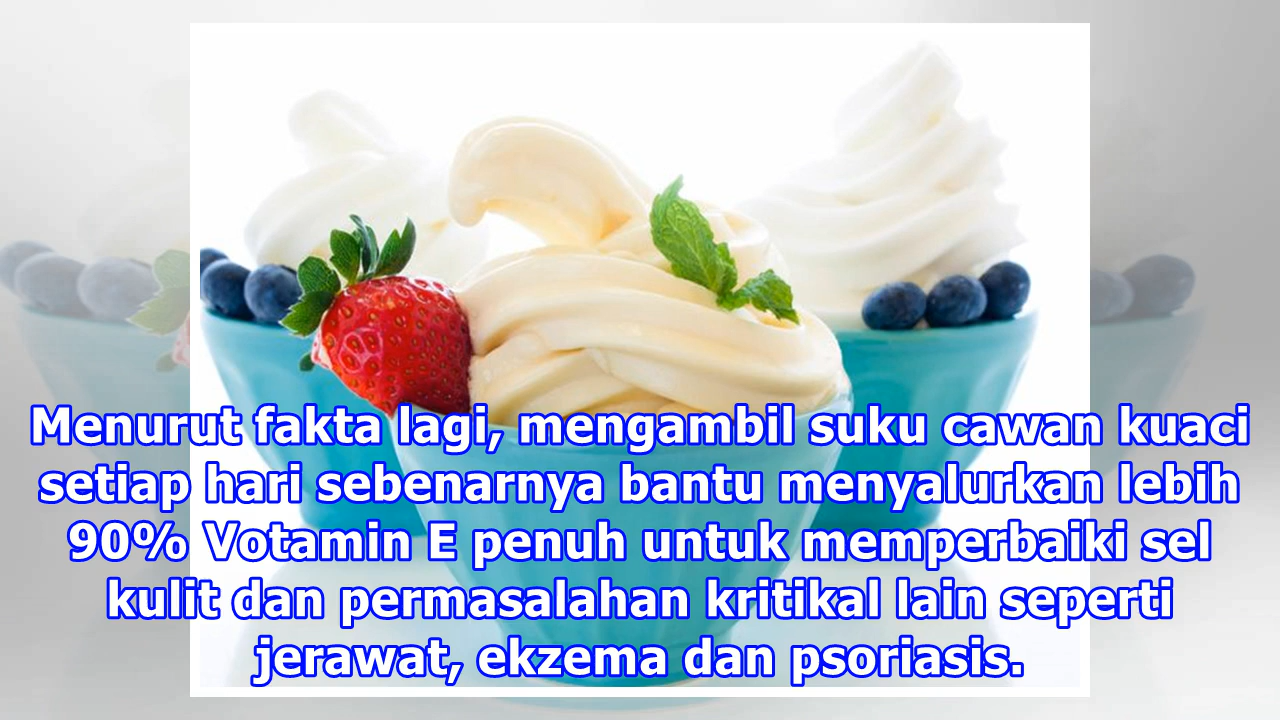 Menurut fakta lagi, mengambil suku cawan kuaci
setiap hari sebenarnya bantu menyalurkan lebih
90% Votamin E penuh untuk memperbaiki sel
kulit dan permasalahan kritikal lain seperti
jerawat, ekzema dan psoriasis.